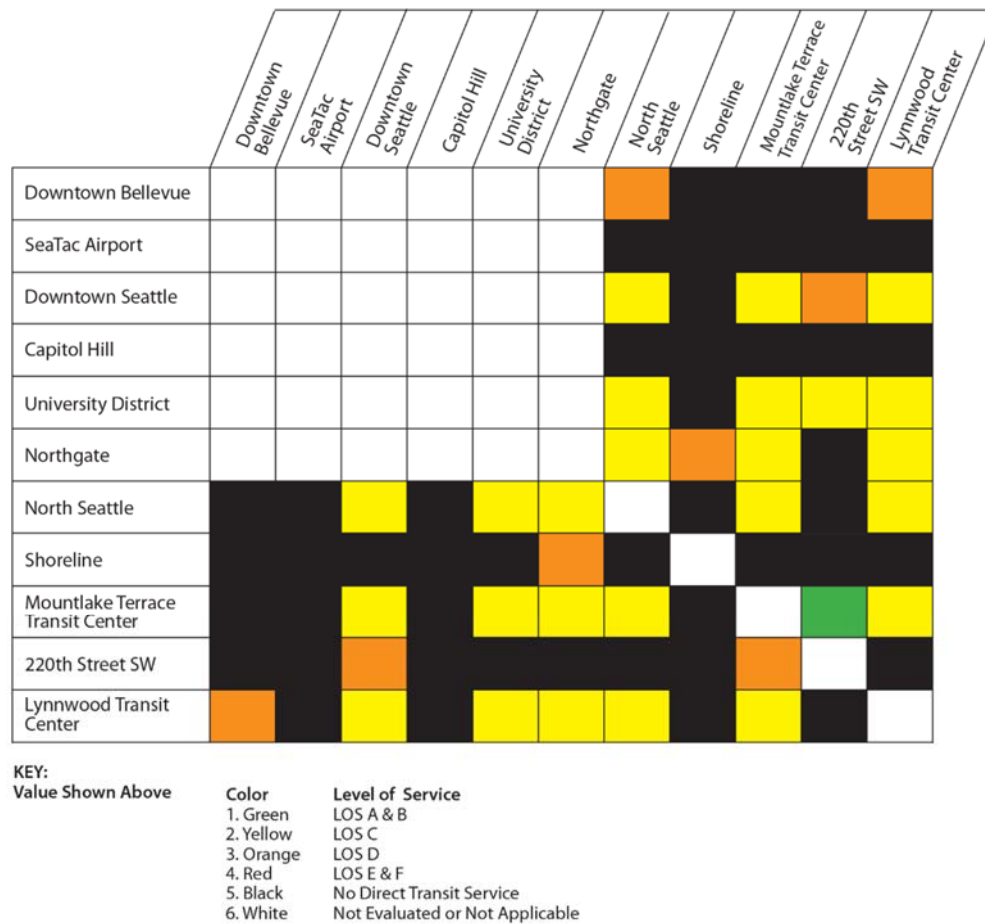 Downtown
Bellevue
SeaTac
Airport
Downtown
Seattle
Capitol Hill
University
District
Northgate
North
Seattle
Shoreline
Mountlake Terrace
Transit Center
220th
Street SW
Lynnwood
Transit Center
Downtown Bellevue
SeaTac Airport
Downtown Seattle
Capitol Hill
University District
Northgate
North Seattle
Shoreline
Mountlake Terrace
Transit Center
220th Street SW
Lynnwood Transit
Center
KEY:
Value Shown Above
Color Level of Service
1. Green LOS A & B
2. Yellow LOS C
3. Orange LOS D
4. Red LOS E & F
5. Black No Direct Transit Service
6. White Not Evaluated or Not Applicable